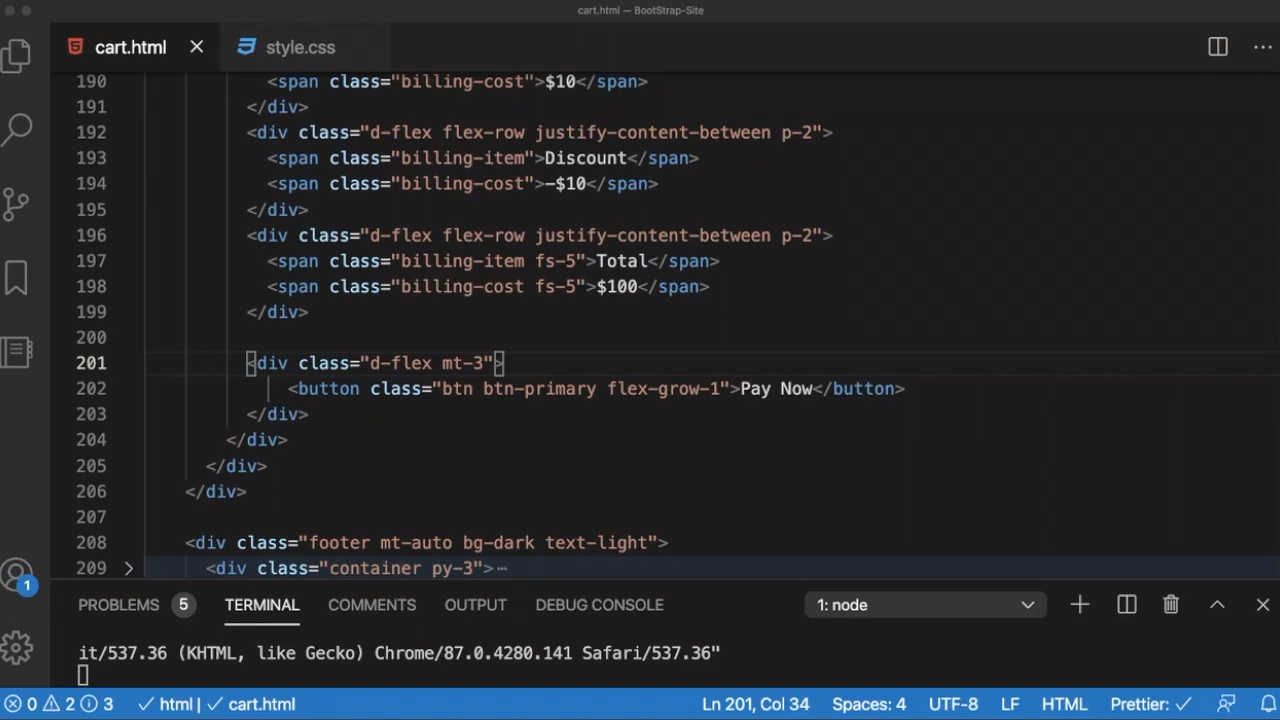 cart.html — BootStrap-Site
cart.html
style.css
190 <span class="billing-cost">$10</span>
191 </div>
192 <div class="d-flex flex-row justify-content-between p-2">
193 <span class="billing-item">Discount</span>
194 <span class="billing-cost">–$10</span>
195 </div>
196 <div class="d-flex flex-row justify-content-between p-2">
197 <span class="billing-item fs-5">Total</span>
198 <span class="billing-cost fs-5">$100</span>
199 </div>
200
201 <div class="d-flex mt-3">
202 <button class="btn btn-primary flex-grow-1">Pay Now</button>
203 </div>
204 </div>
205 </div>
206 </div>
207
208 <div class="footer mt-auto bg-dark text-light">
209 <div class="container py-3">⋯
PROBLEMS 5 TERMINAL COMMENTS OUTPUT DEBUG CONSOLE 1: node
it/537.36 (KHTML, like Gecko) Chrome/87.0.4280.141 Safari/537.36"
1
0 2 3 html | cart.html Ln 201, Col 34 Spaces: 4 UTF-8 LF HTML Prettier: ✓